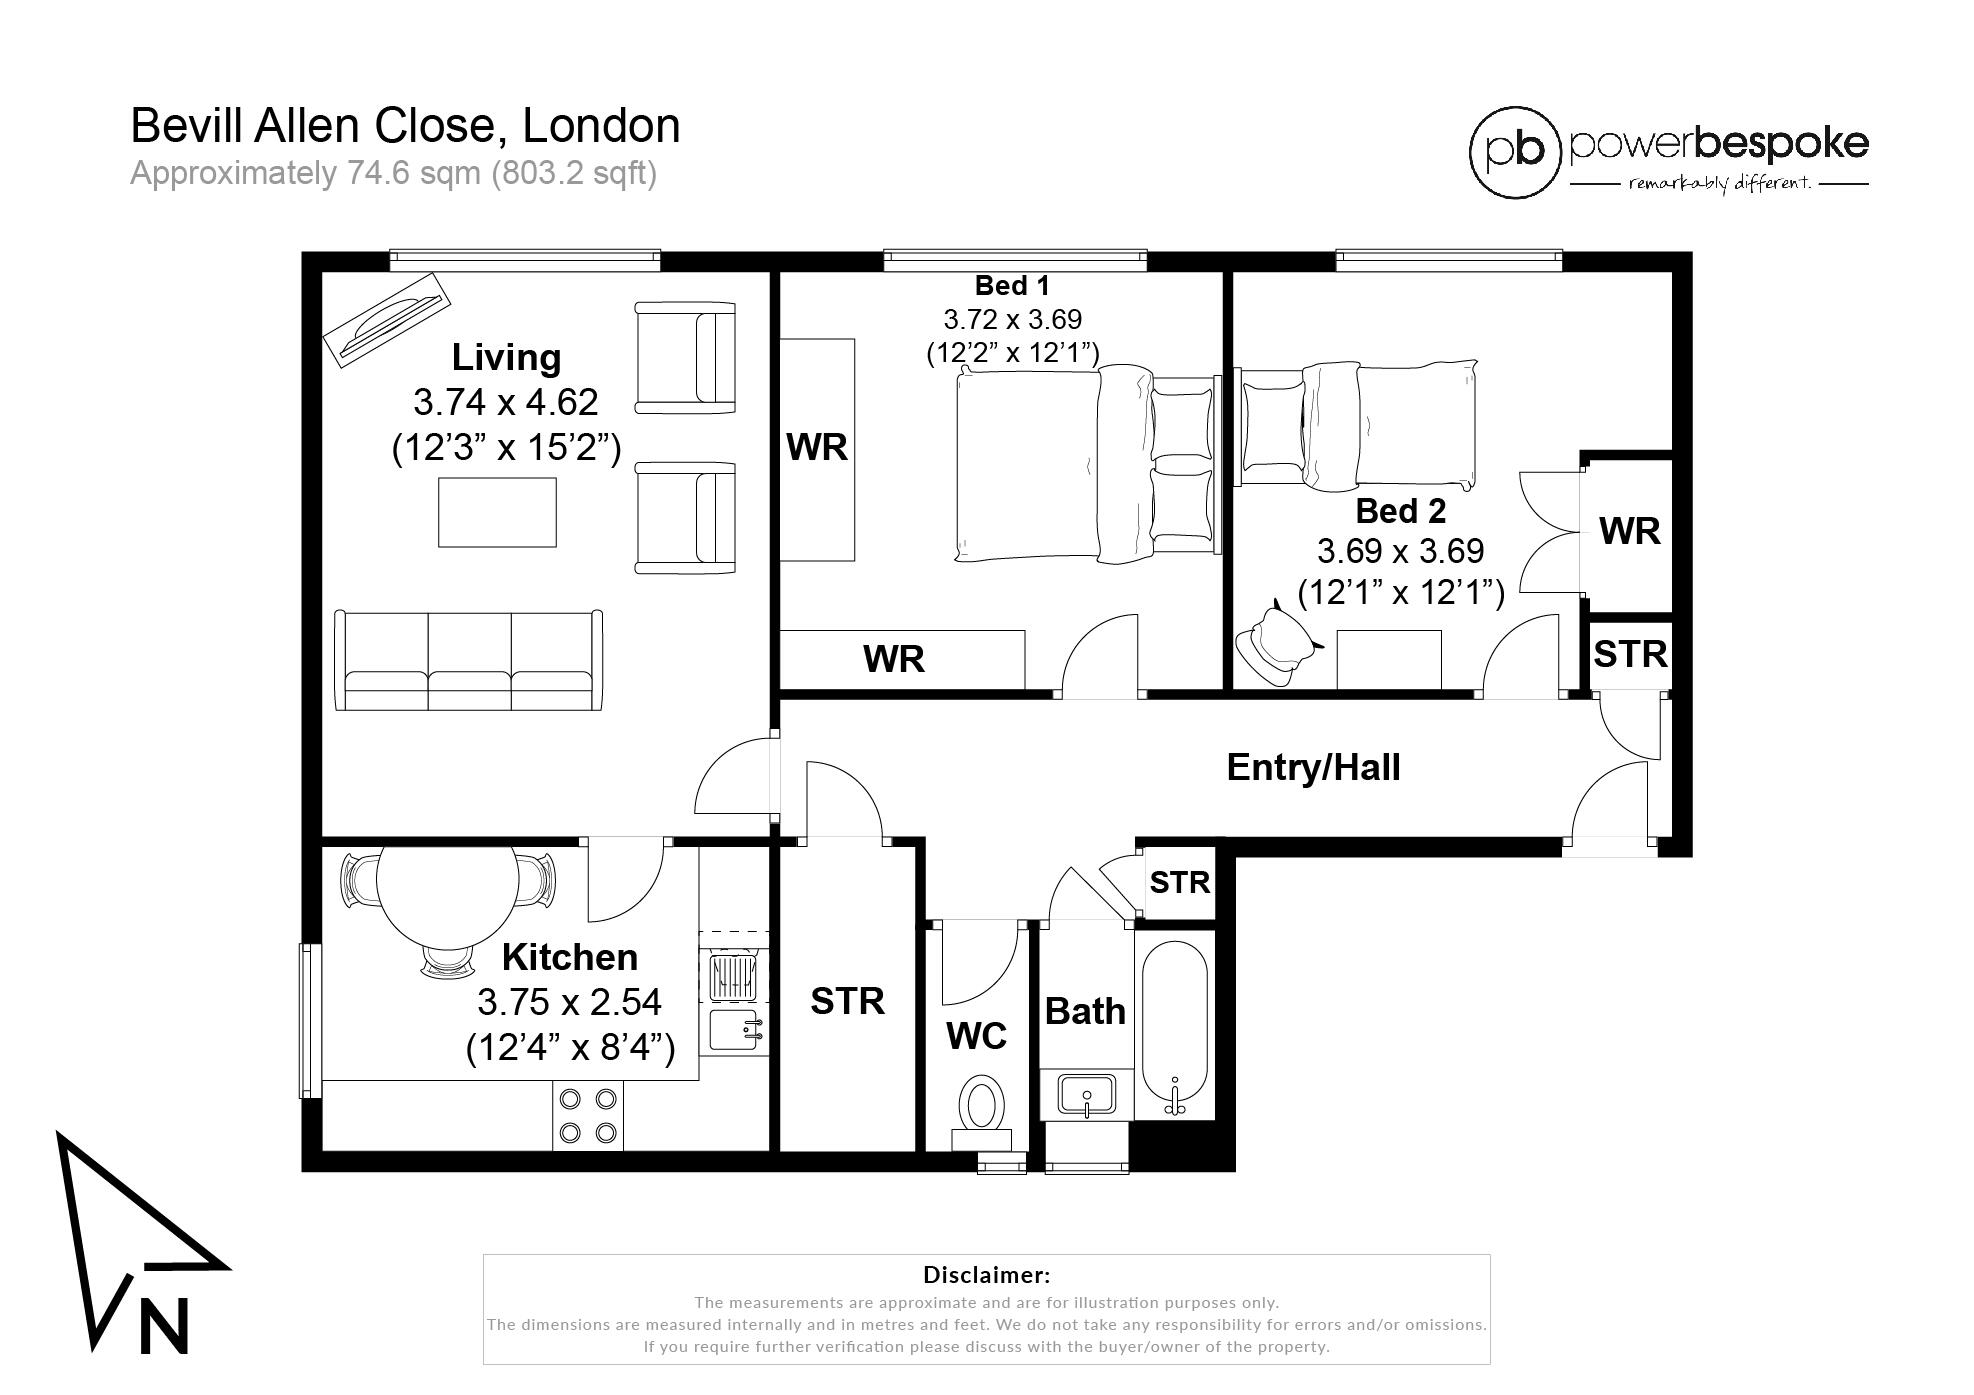 Bevill Allen Close, London
Approximately 74.6 sqm (803.2 sqft)
pb powerbespoke
remarkably different.
Living
3.74 x 4.62
(12’3” x 15’2”)
Bed 1
3.72 x 3.69
(12’2” x 12’1”)
WR
WR
Bed 2
3.69 x 3.69
(12’1” x 12’1”)
WR
STR
Entry/Hall
Kitchen
3.75 x 2.54
(12’4” x 8’4”)
STR
WC
Bath
STR
N
Disclaimer:
The measurements are approximate and are for illustration purposes only.
The dimensions are measured internally and in metres and feet. We do not take any responsibility for errors and/or omissions.
If you require further verification please discuss with the buyer/owner of the property.